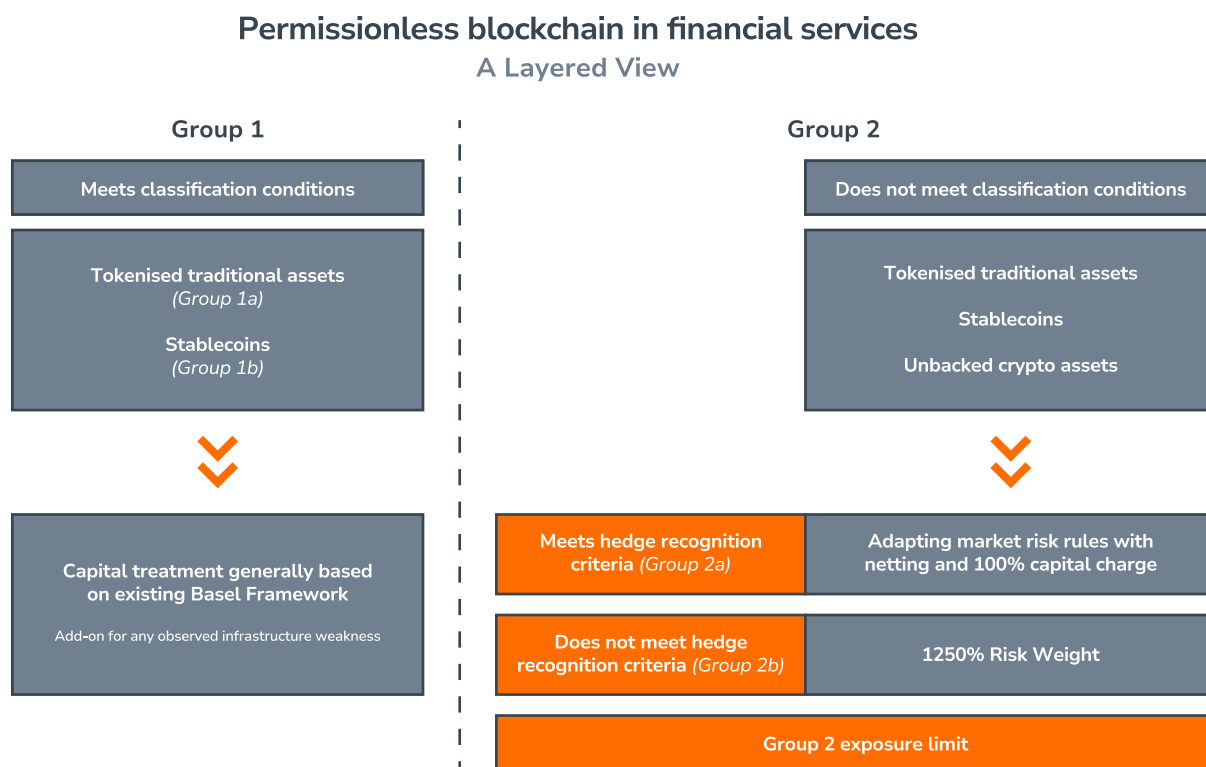 Permissionless blockchain in financial services
A Layered View
Group 1
Meets classification conditions
Tokenised traditional assets
(Group 1a)
Stablecoins
(Group 1b)
Capital treatment generally based
on existing Basel Framework
Add-on for any observed infrastructure weakness
Group 2
Does not meet classification conditions
Tokenised traditional assets
Stablecoins
Unbacked crypto assets
Meets hedge recognition
criteria (Group 2a)
Adapting market risk rules with
netting and 100% capital charge
Does not meet hedge
recognition criteria (Group 2b)
1250% Risk Weight
Group 2 exposure limit